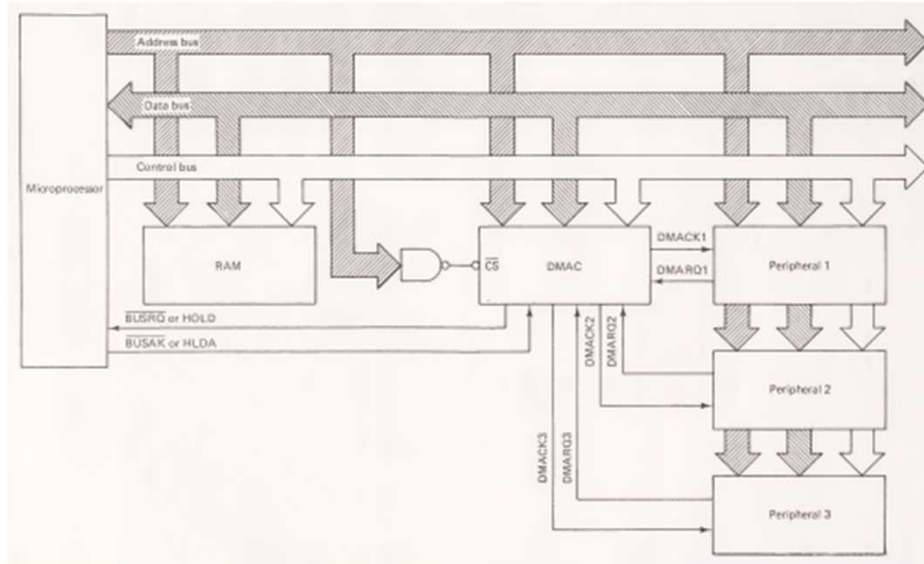 Address bus
Data bus
Control bus
Microprocessor
RAM
CS
DMAC
DMACK1
DMARQ1
Peripheral 1
BUSRQ or HOLD
BUSAK or HLDA
DMACK2
DMARQ2
Peripheral 2
DMACK3
DMARQ3
Peripheral 3